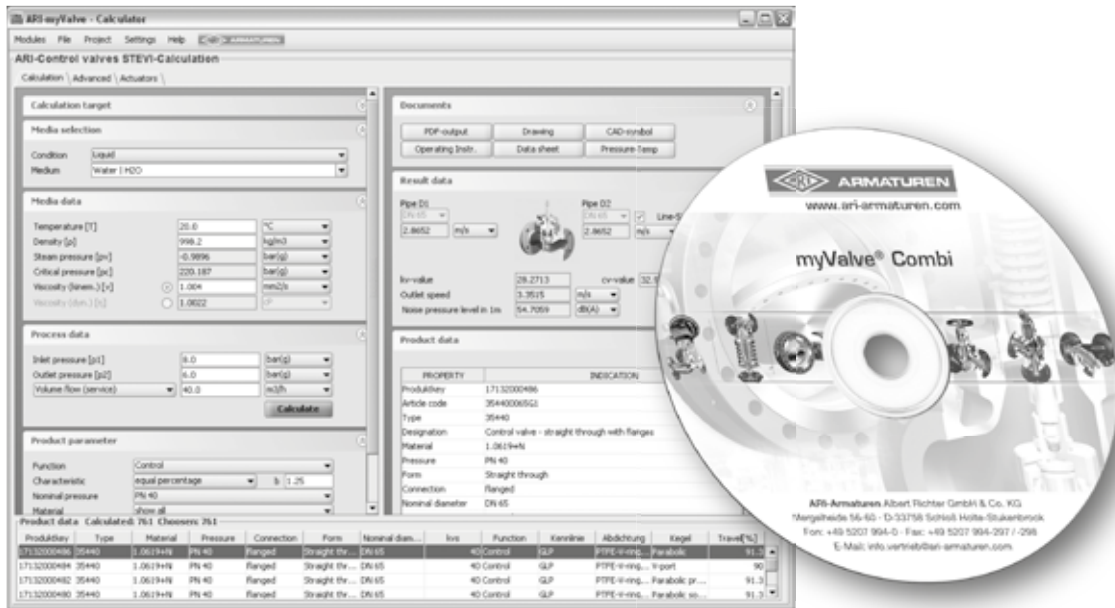 ARI-myValve - Calculator
Modules File Project Settings Help ARI ARMATUREN
ARI-Control valves STEVI-Calculation
Calculation Advanced Actuators
Calculation target
Media selection
Condition Liquid
Medium Water | H2O
Media data
Temperature [T] 20.0 °C
Density [ρ] 998.2 kg/m3
Steam pressure [pv] -0.9896 bar(g)
Critical pressure [pc] 220.187 bar(g)
Viscosity (kinem.) [v] 1.004 mm2/s
Viscosity (dyn.) 1.0022 cP
Process data
Inlet pressure [p1] 8.0 bar(g)
Outlet pressure [p2] 6.0 bar(g)
Volume flow (service) 40.0 m3/h
Calculate
Product parameter
Function Control
Characteristic equal percentage b 1.25
Nominal pressure PN 40
Material show all
Documents
PDF-output Drawing CAD-symbol
Operating Instr. Data sheet Pressure-Temp
Result data
Pipe D1 Pipe D2
DN 65 DN 65 Line-S
2.8652 m/s 2.8652 m/s
kv-value 28.2713 cv-value 32.9
Outlet speed 3.3515 m/s
Noise pressure level in 1m 54.7059 dB(A)
Product data
PROPERTY INDICATION
Produktkey 17132000486
Article code
Type 35440
Designation Control valve - straight through with flanges
Material 1.0619+N
Pressure PN 40
Form Straight through
Connection flanged
Nominal diameter DN 65
Product data Calculated: 761 Choosen: 761
Produktkey Type Material Pressure Connection Form Nominal diam... kvs Function Kennlinie Abdichtung Kegel Travel[%]
17132000486 35440 1.0619+N PN 40 flanged Straight thr... DN 65 40 Control GLP PTFE-V-ring... Parabolic 91.3
17132000484 35440 1.0619+N PN 40 flanged Straight thr... DN 65 40 Control GLP PTFE-V-ring... V-port 90
17132000482 35440 1.0619+N PN 40 flanged Straight thr... DN 65 40 Control GLP PTFE-V-ring... Parabolic pr... 91.3
17132000480 35440 1.0619+N PN 40 flanged Straight thr... DN 65 40 Control GLP PTFE-V-ring... Parabolic so... 91.3
ARI ARMATUREN
www.ari-armaturen.com
myValve® Combi
ARI-Armaturen Albert Richter GmbH & Co. KG
Mergelheide 56-60 - D-33758 Schloß Holte-Stukenbrock
Fon: +49 5207 994-0 - Fax: +49 5207 994-297 / -298
E-Mail: info.vertrieb@ari-armaturen.com